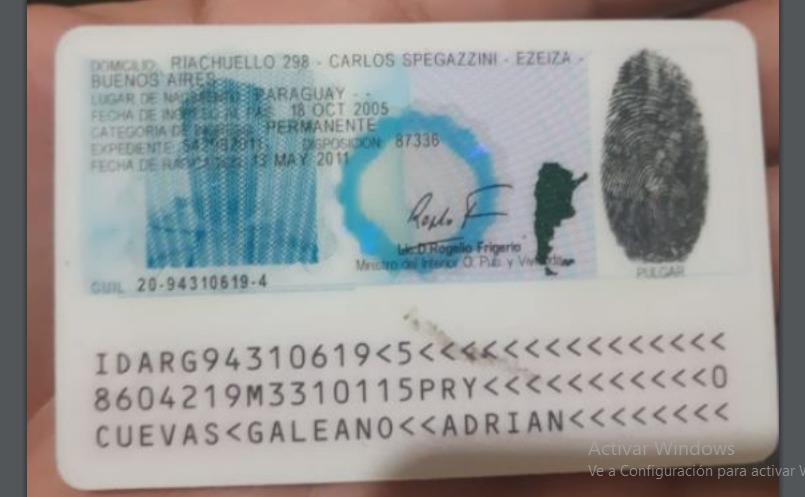 DOMICILIO: RIACHUELLO 298 - CARLOS SPEGAZZINI - EZEIZA -
BUENOS AIRES
LUGAR DE NACIMIENTO: PARAGUAY - -
FECHA DE INGRESO AL PAIS: 18 OCT 2005
CATEGORIA DE INGRESO: PERMANENTE
EXPEDIENTE: DISPOSICION: 87336
FECHA DE RADICACION: 13 MAY 2011
Lic. D Rogelio Frigerio
Ministro del Interior O. Pub. y Vivienda
PULGAR
CUIL 20-94310619-4
IDARG94310619<5<<<<<<<<<<<<<<<
8604219M3310115PRY<<<<<<<<<<<0
CUEVAS<GALEANO<<ADRIAN<<<<<<<<
Activar Windows
Ve a Configuración para activar